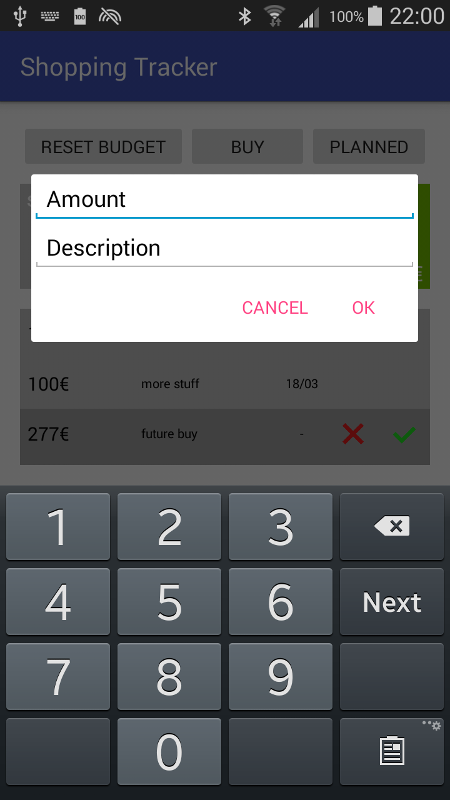 100% 22:00
Shopping Tracker
RESET BUDGET BUY PLANNED
Amount
Description
CANCEL OK
100€ more stuff 18/03
277€ future buy -
1 2 3
4 5 6 Next
7 8 9
0